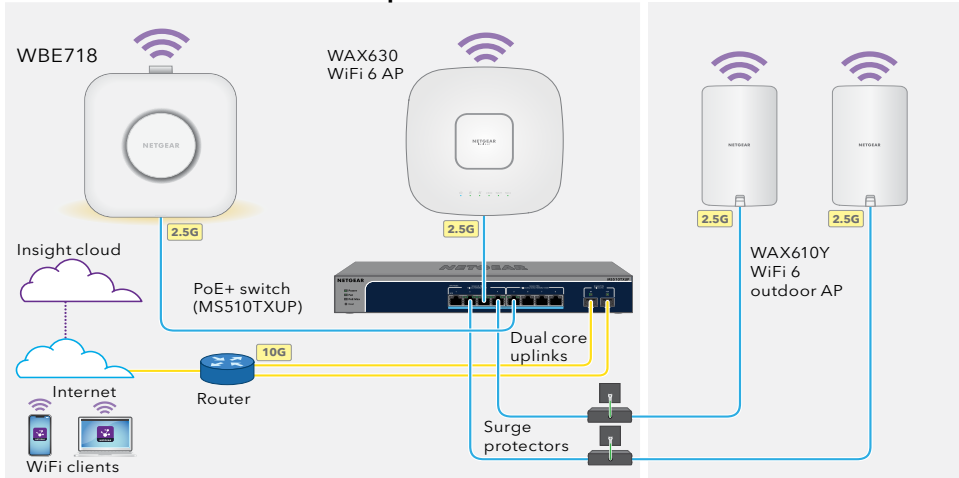 WBE718
WAX630
WiFi 6 AP
NETGEAR
NETGEAR
NETGEAR
NETGEAR
2.5G
2.5G
2.5G
2.5G
Insight cloud
PoE+ switch
(MS510TXUP)
NETGEAR
NETGEAR
MS510TXUP
WAX610Y
WiFi 6
outdoor AP
Dual core
uplinks
10G
Internet
Router
Surge
protectors
WiFi clients